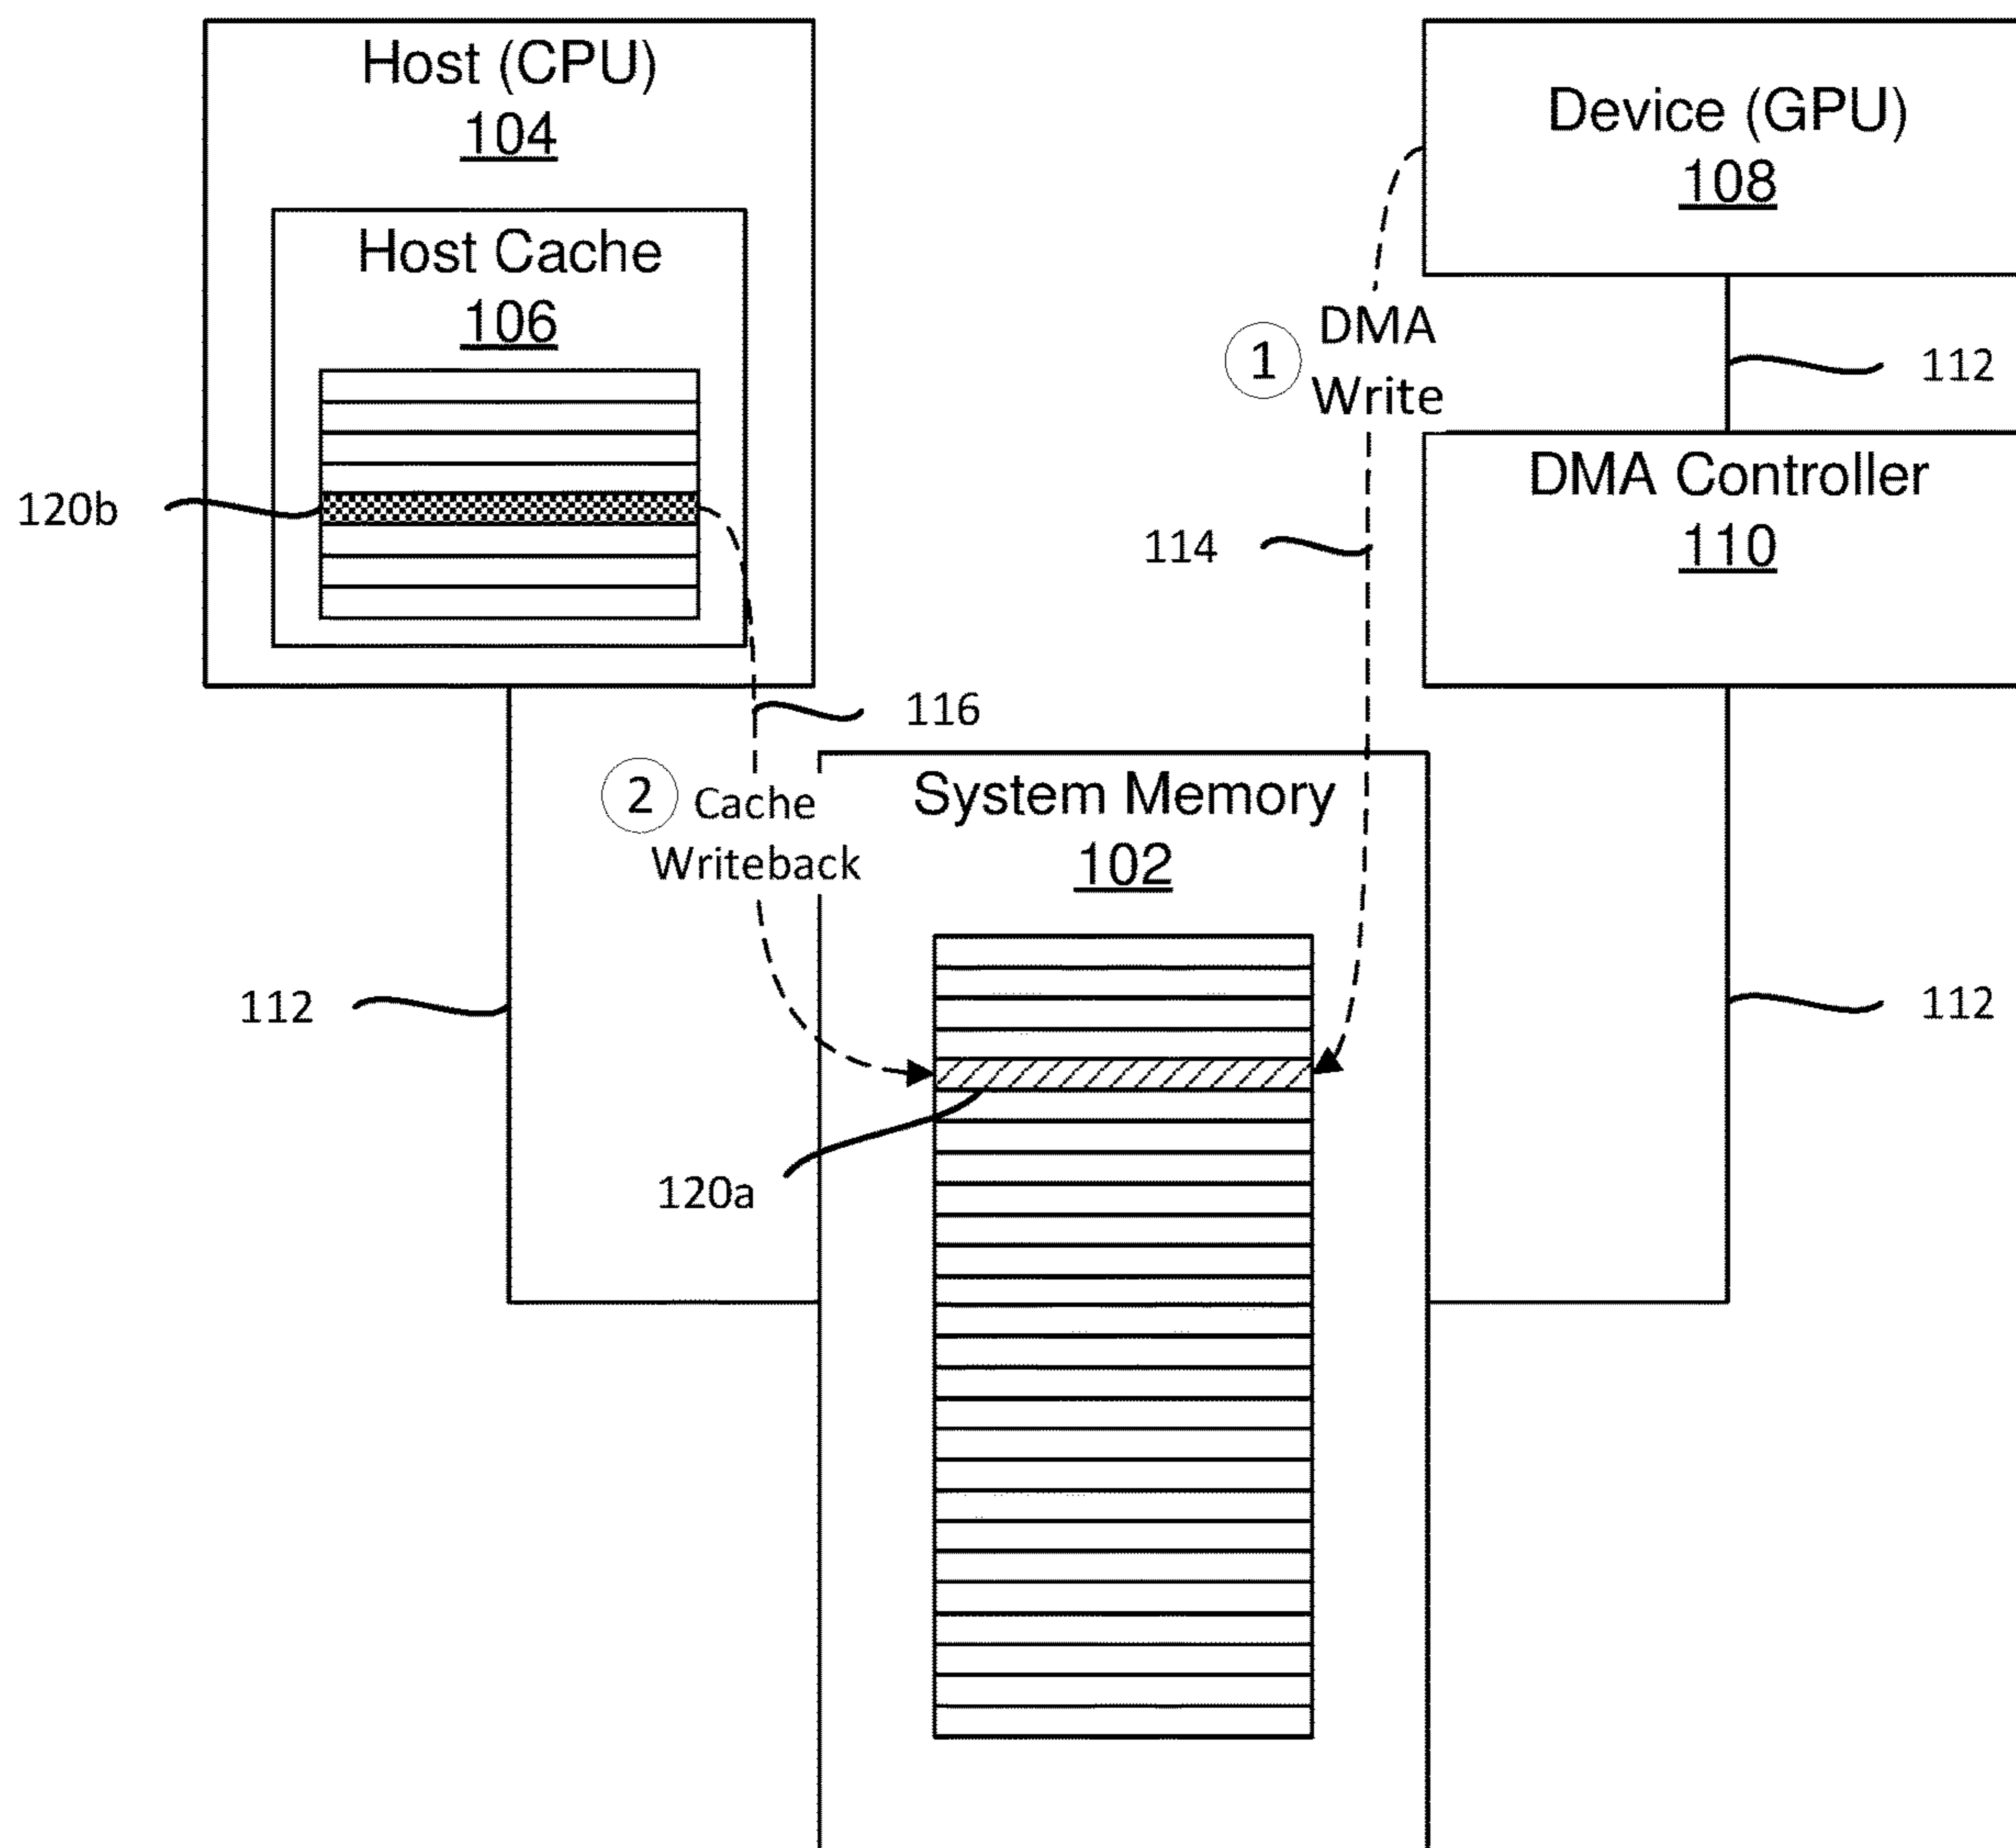 Host (CPU)
104
Host Cache
106
120b
Device (GPU)
108
1
DMA
Write
112
DMA Controller
110
114
116
2
Cache
Writeback
System Memory
102
112
112
120a